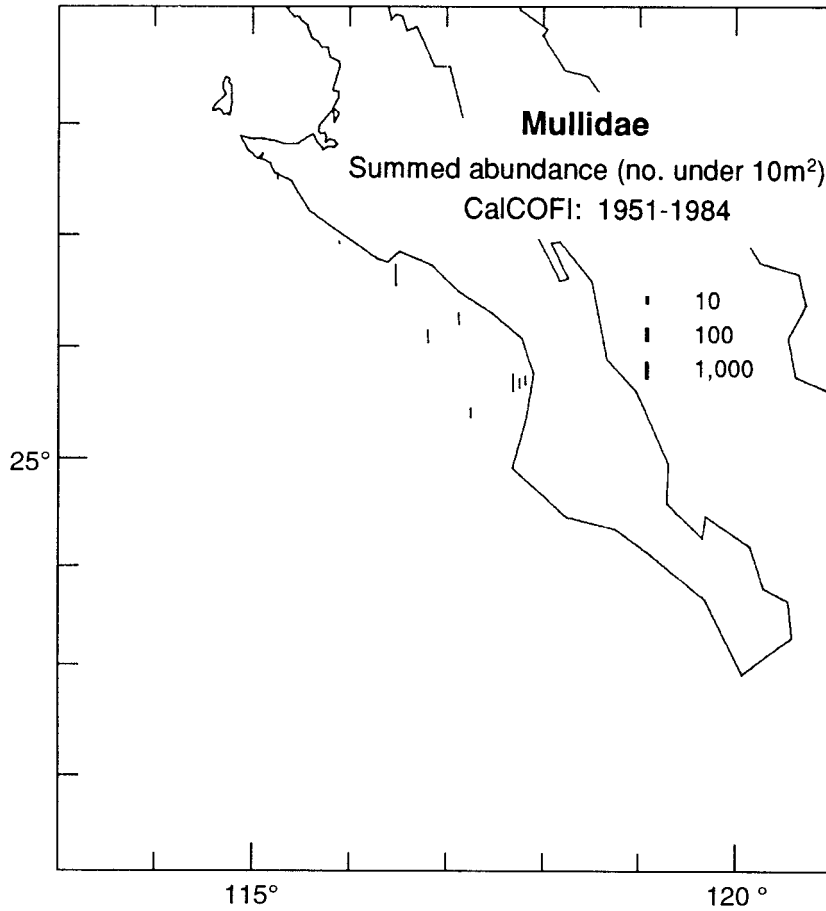 Mullidae
Summed abundance (no. under 10m²)
CalCOFI: 1951-1984
10
100
1,000
25°
115°
120 °